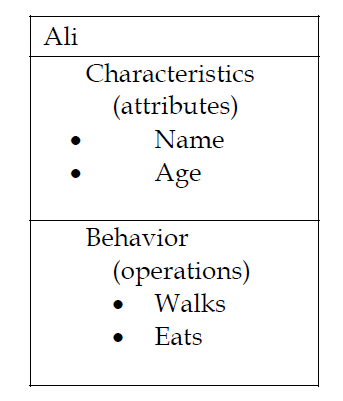 Ali
Characteristics
(attributes)
• Name
• Age
Behavior
(operations)
• Walks
• Eats